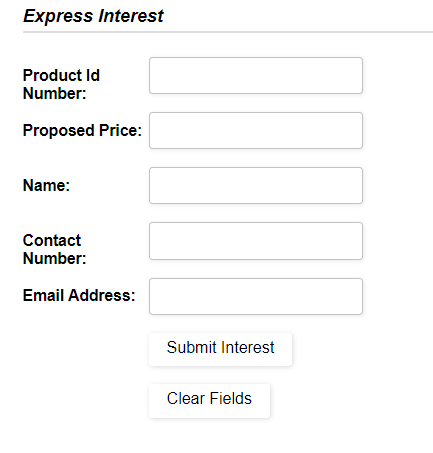 Express Interest
Product Id
Number:
Proposed Price:
Name:
Contact
Number:
Email Address:
Submit Interest
Clear Fields